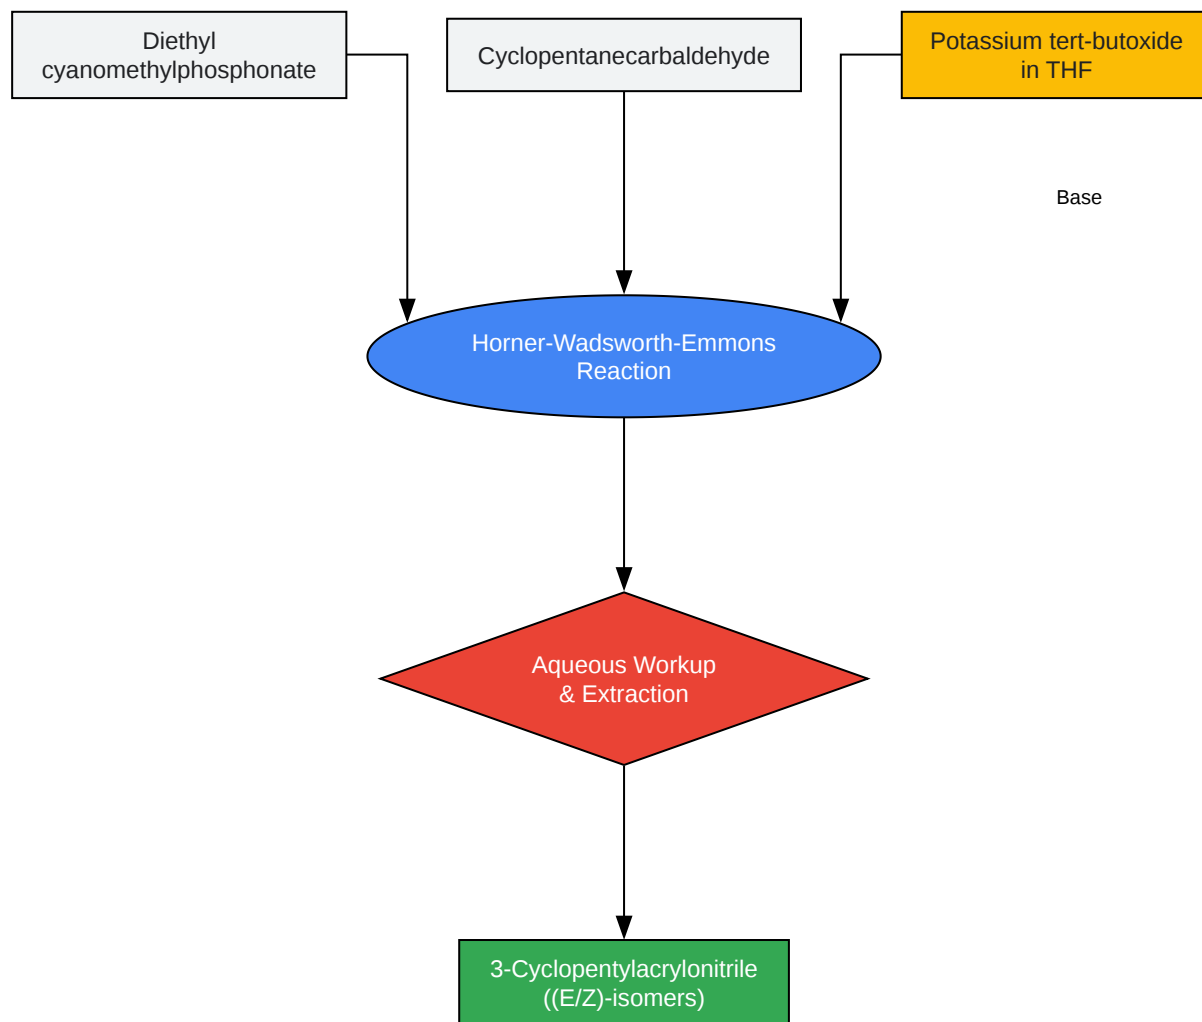 Diethyl
cyanomethylphosphonate
Cyclopentanecarbaldehyde
Potassium tert-butoxide
in THF
Base
Horner-Wadsworth-Emmons
Reaction
Aqueous Workup
& Extraction
3-Cyclopentylacrylonitrile
((E/Z)-isomers)